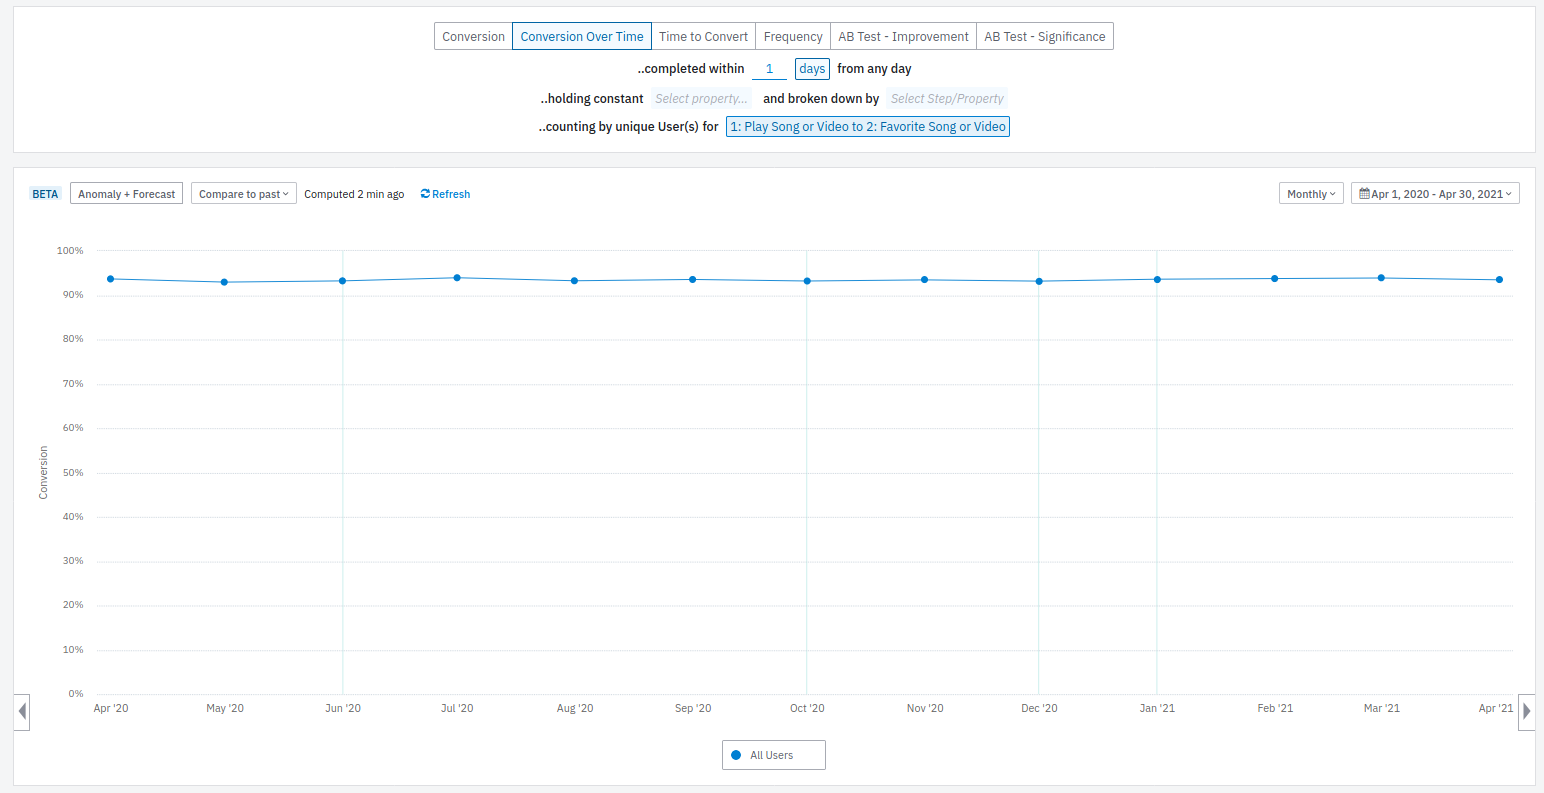 Conversion Conversion Over Time Time to Convert Frequency AB Test - Improvement AB Test - Significance
..completed within 1 days from any day
..holding constant Select property... and broken down by Select Step/Property
..counting by unique User(s) for 1: Play Song or Video to 2: Favorite Song or Video
BETA Anomaly + Forecast Compare to past Computed 2 min ago Refresh Monthly Apr 1, 2020 - Apr 30, 2021
100%
90%
80%
70%
60%
50%
40%
30%
20%
10%
0%
Conversion
Apr '20 May '20 Jun '20 Jul '20 Aug '20 Sep '20 Oct '20 Nov '20 Dec '20 Jan '21 Feb '21 Mar '21 Apr '21
All Users